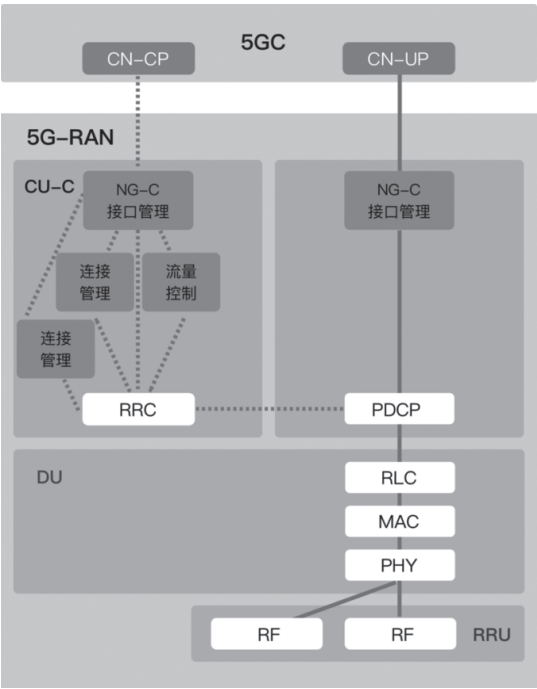 5GC
CN–CP
CN–UP
5G–RAN
CU–C
NG–C
接口管理
NG–C
接口管理
连接
管理
流量
控制
连接
管理
RRC
PDCP
DU
RLC
MAC
PHY
RF
RF
RRU